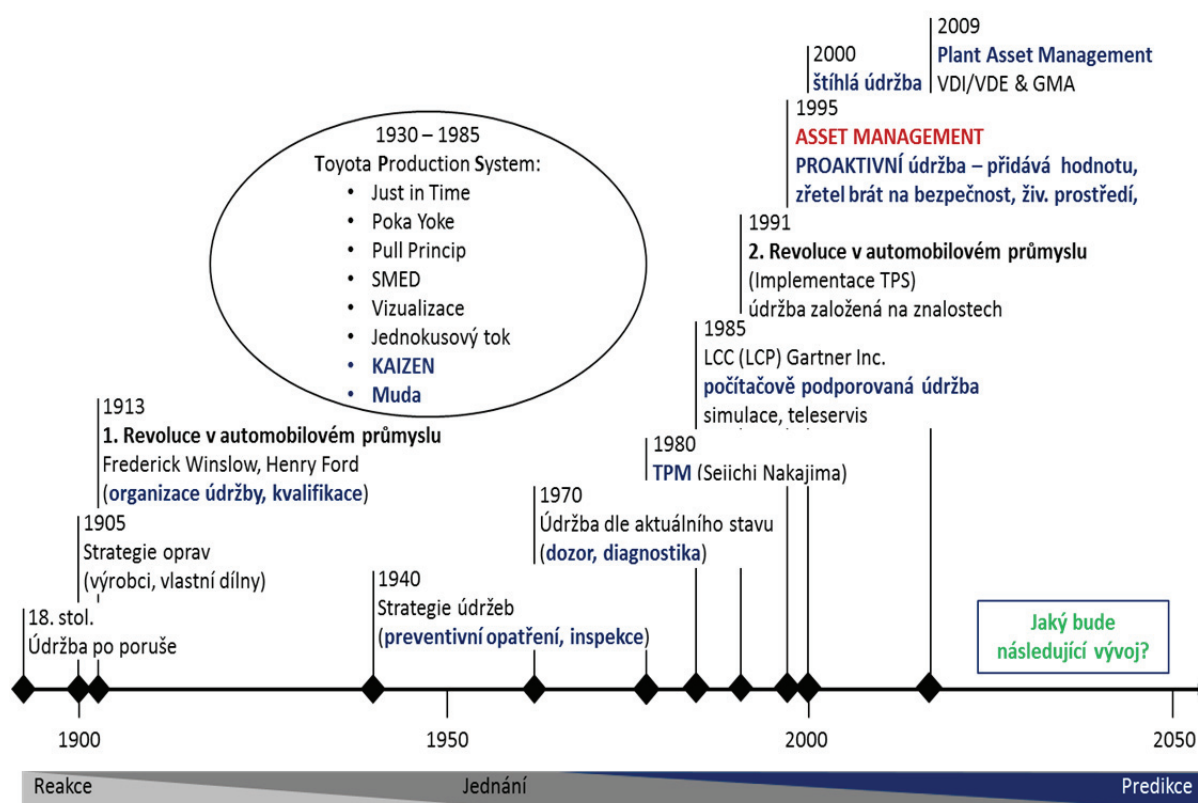 2009
Plant Asset Management
VDI/VDE & GMA
2000
štíhlá údržba
1995
ASSET MANAGEMENT
PROAKTIVNÍ údržba – přidává hodnotu,
zřetel brát na bezpečnost, živ. prostředí,
1930 – 1985
Toyota Production System:
• Just in Time
• Poka Yoke
• Pull Princip
• SMED
• Vizualizace
• Jednokusový tok
• KAIZEN
• Muda
1991
2. Revoluce v automobilovém průmyslu
(Implementace TPS)
údržba založená na znalostech
1985
LCC (LCP) Gartner Inc.
počítačově podporovaná údržba
simulace, teleservis
1913
1. Revoluce v automobilovém průmyslu
Frederick Winslow, Henry Ford
(organizace údržby, kvalifikace)
1980
TPM (Seiichi Nakajima)
1970
Údržba dle aktuálního stavu
(dozor, diagnostika)
1905
Strategie oprav
(výrobci, vlastní dílny)
1940
Strategie údržeb
(preventivní opatření, inspekce)
18. stol.
Údržba po poruše
Jaký bude
následující vývoj?
1900
1950
2000
2050
Reakce
Jednání
Predikce